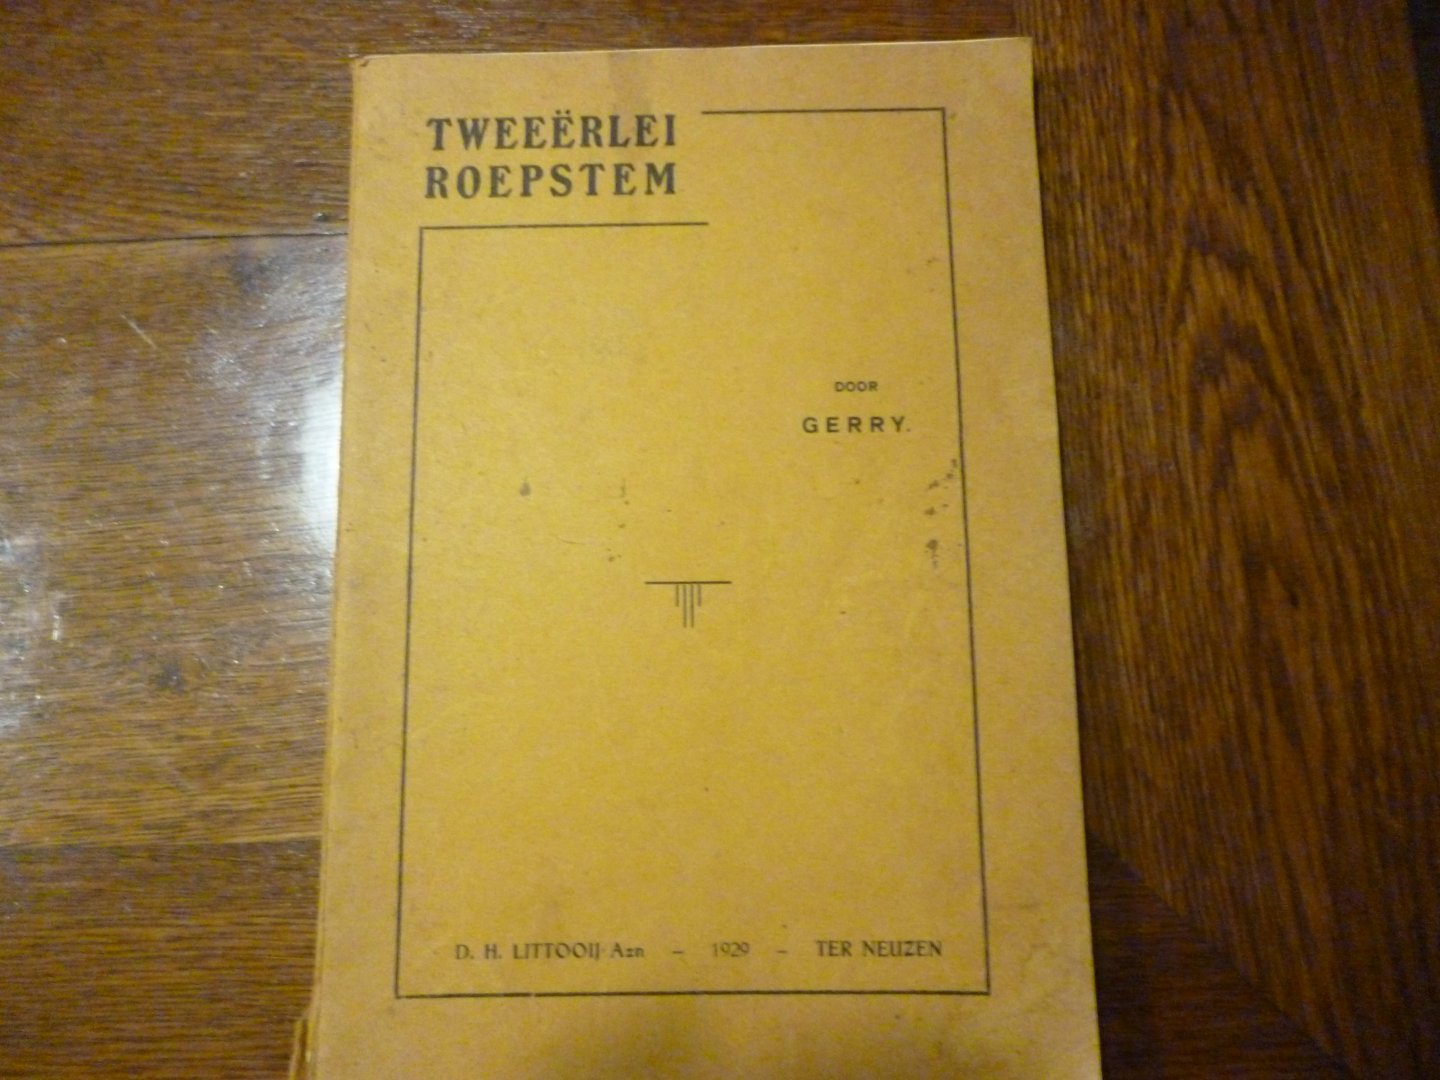 TWEEËRLEI
ROEPSTEM
DOOR
GERRY.
D. H. LITTOOIJ Azn – 1929 – TER NEUZEN